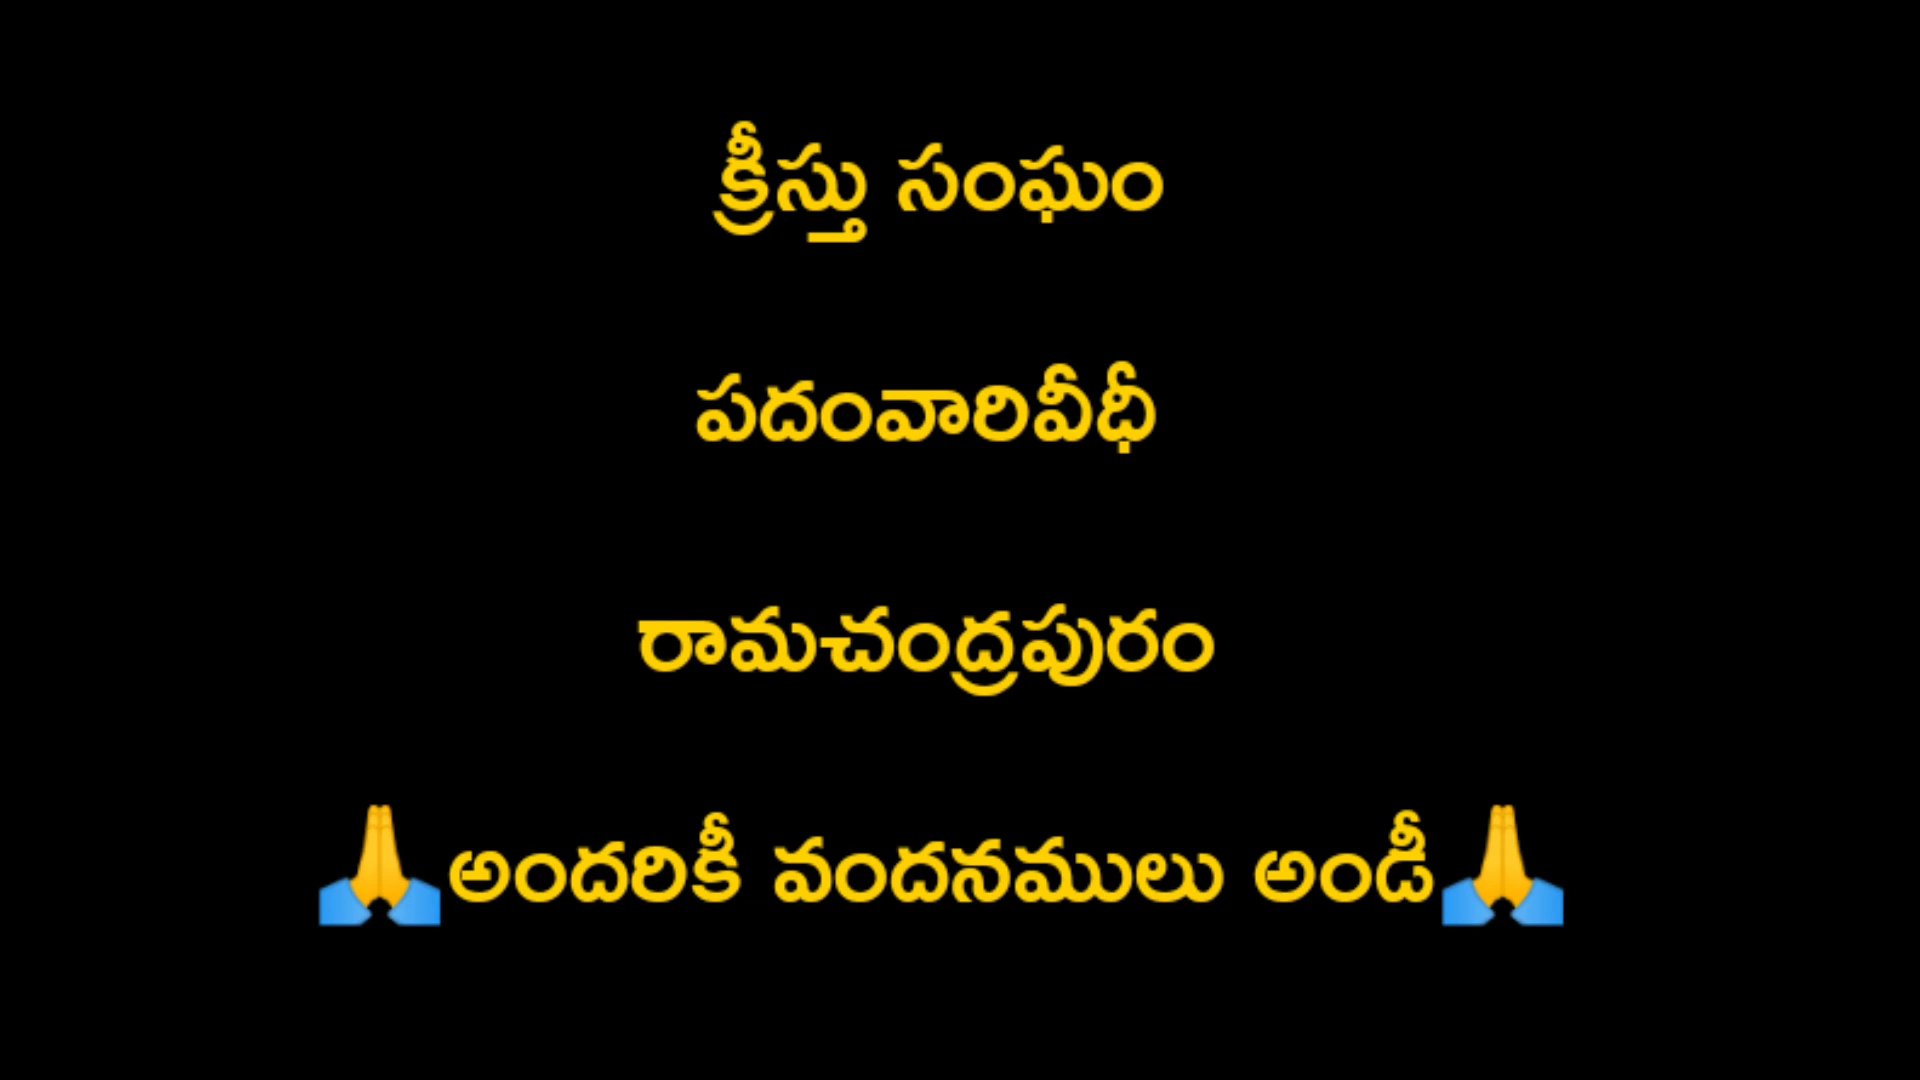 క్రీస్తు సంఘం
పదంవారివీధీ
రామచంద్రపురం
🙏అందరికీ వందనములు అండీ🙏